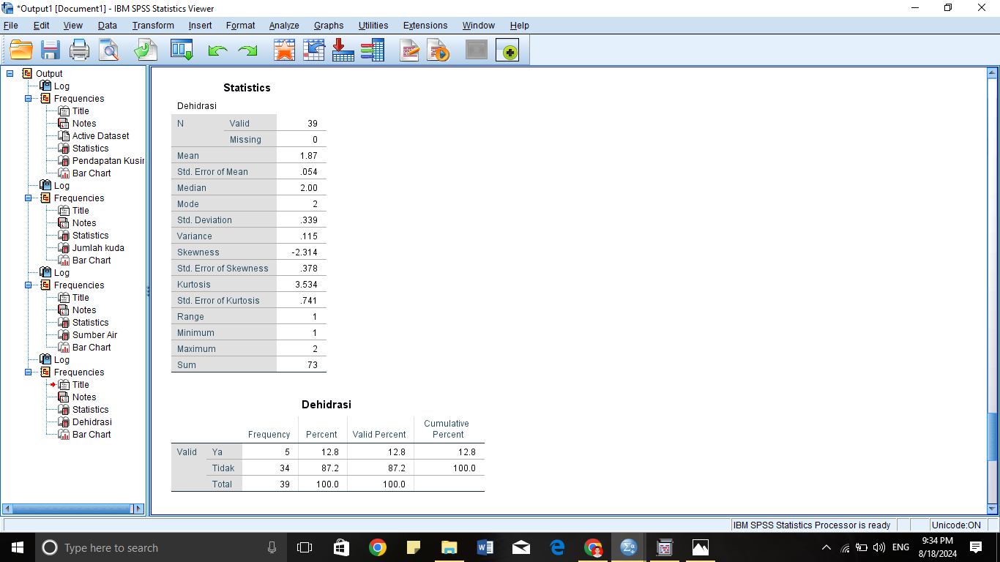 *Output1 [Document1] - IBM SPSS Statistics Viewer
File Edit View Data Transform Insert Format Analyze Graphs Utilities Extensions Window Help
Output
Log
Frequencies
Title
Notes
Active Dataset
Statistics
Pendapatan Kusir
Bar Chart
Log
Frequencies
Title
Notes
Statistics
Jumlah kuda
Bar Chart
Log
Frequencies
Title
Notes
Statistics
Sumber Air
Bar Chart
Log
Frequencies
Title
Notes
Statistics
Dehidrasi
Bar Chart
Statistics
Dehidrasi
N Valid 39
Missing 0
Mean 1.87
Std. Error of Mean .054
Median 2.00
Mode 2
Std. Deviation .339
Variance .115
Skewness -2.314
Std. Error of Skewness .378
Kurtosis 3.534
Std. Error of Kurtosis .741
Range 1
Minimum 1
Maximum 2
Sum 73
Dehidrasi
Frequency Percent Valid Percent Cumulative Percent
Valid Ya 5 12.8 12.8 12.8
Tidak 34 87.2 87.2 100.0
Total 39 100.0 100.0
IBM SPSS Statistics Processor is ready Unicode:ON
Type here to search
ENG
9:34 PM
8/18/2024